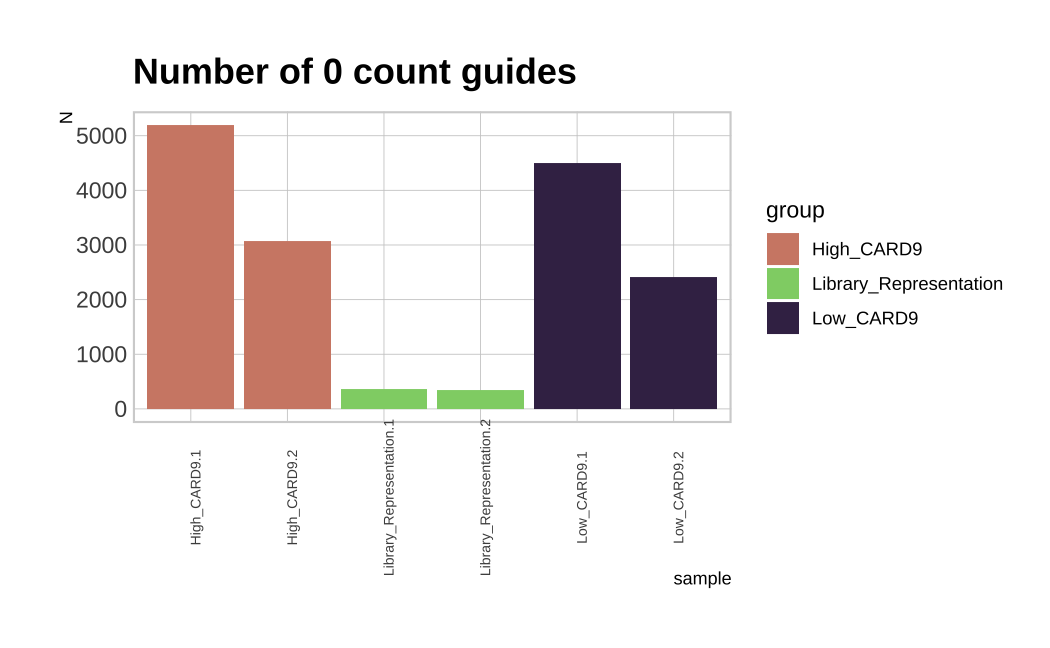 Number of 0 count guides
N
5000
4000
3000
2000
1000
0
High_CARD9.1
High_CARD9.2
Library_Representation.1
Library_Representation.2
Low_CARD9.1
Low_CARD9.2
sample
group
High_CARD9
Library_Representation
Low_CARD9